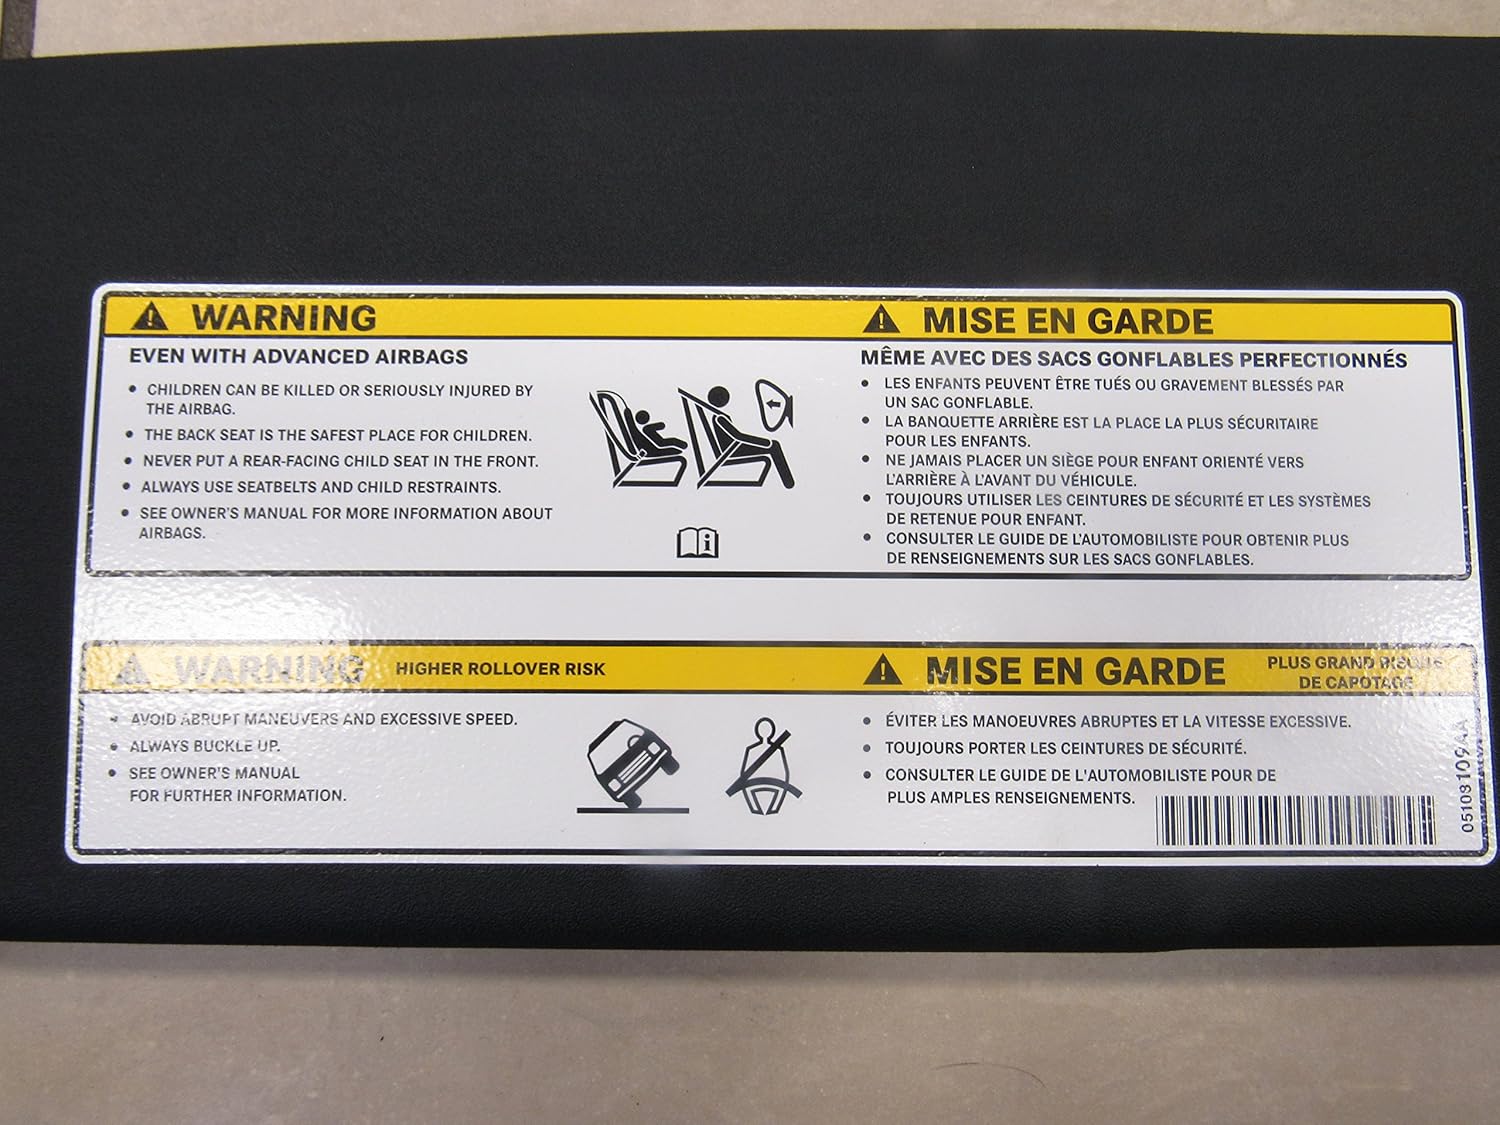 WARNING
EVEN WITH ADVANCED AIRBAGS
• CHILDREN CAN BE KILLED OR SERIOUSLY INJURED BY
THE AIRBAG.
• THE BACK SEAT IS THE SAFEST PLACE FOR CHILDREN.
• NEVER PUT A REAR-FACING CHILD SEAT IN THE FRONT.
• ALWAYS USE SEATBELTS AND CHILD RESTRAINTS.
• SEE OWNER'S MANUAL FOR MORE INFORMATION ABOUT
AIRBAGS.
MISE EN GARDE
MÊME AVEC DES SACS GONFLABLES PERFECTIONNÉS
• LES ENFANTS PEUVENT ÊTRE TUÉS OU GRAVEMENT BLESSÉS PAR
UN SAC GONFLABLE.
• LA BANQUETTE ARRIÈRE EST LA PLACE LA PLUS SÉCURITAIRE
POUR LES ENFANTS.
• NE JAMAIS PLACER UN SIÈGE POUR ENFANT ORIENTÉ VERS
L'ARRIÈRE À L'AVANT DU VÉHICULE.
• TOUJOURS UTILISER LES CEINTURES DE SÉCURITÉ ET LES SYSTÈMES
DE RETENUE POUR ENFANT.
• CONSULTER LE GUIDE DE L'AUTOMOBILISTE POUR OBTENIR PLUS
DE RENSEIGNEMENTS SUR LES SACS GONFLABLES.
WARNING HIGHER ROLLOVER RISK
• AVOID ABRUPT MANEUVERS AND EXCESSIVE SPEED.
• ALWAYS BUCKLE UP.
• SEE OWNER'S MANUAL
FOR FURTHER INFORMATION.
MISE EN GARDE
PLUS GRAND RISQUE
DE CAPOTAGE
• ÉVITER LES MANOEUVRES ABRUPTES ET LA VITESSE EXCESSIVE.
• TOUJOURS PORTER LES CEINTURES DE SÉCURITÉ.
• CONSULTER LE GUIDE DE L'AUTOMOBILISTE POUR DE
PLUS AMPLES RENSEIGNEMENTS.
05108109AA